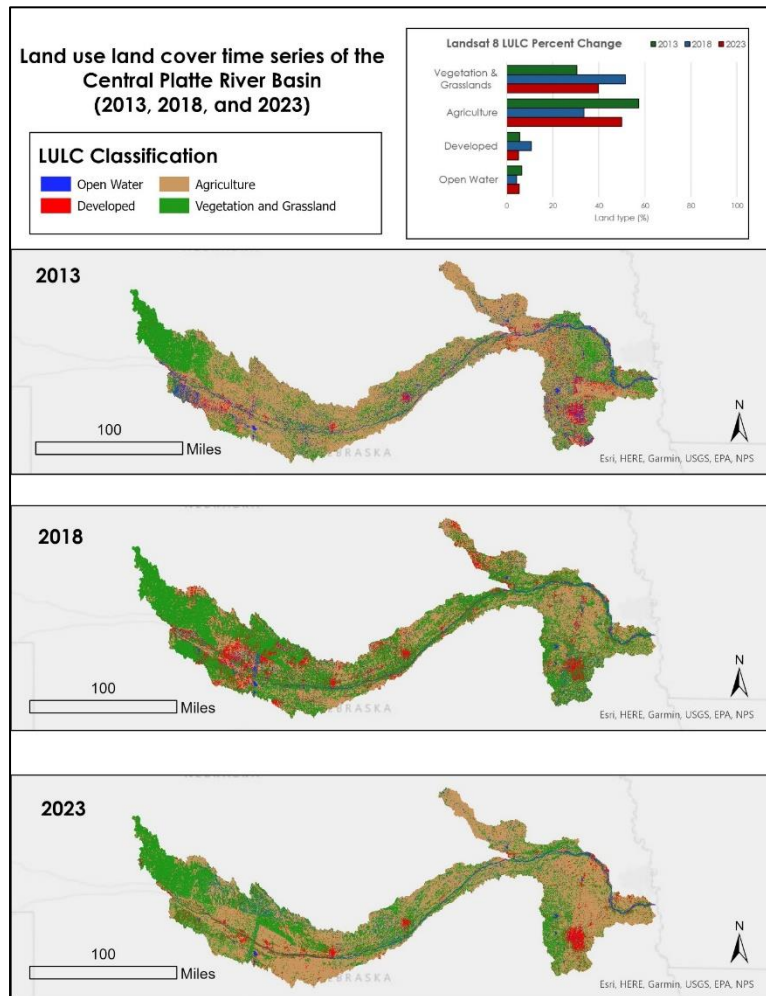 Land use land cover time series of the
Central Platte River Basin
(2013, 2018, and 2023)
LULC Classification
Open Water
Agriculture
Developed
Vegetation and Grassland
Landsat 8 LULC Percent Change
2013 2018 2023
Vegetation &
Grasslands
Agriculture
Developed
Open Water
0 20 40 60 80 100
Land type (%)
2013
100
Miles
N
Esri, HERE, Garmin, USGS, EPA, NPS
2018
100
Miles
N
Esri, HERE, Garmin, USGS, EPA, NPS
2023
100
Miles
N
Esri, HERE, Garmin, USGS, EPA, NPS